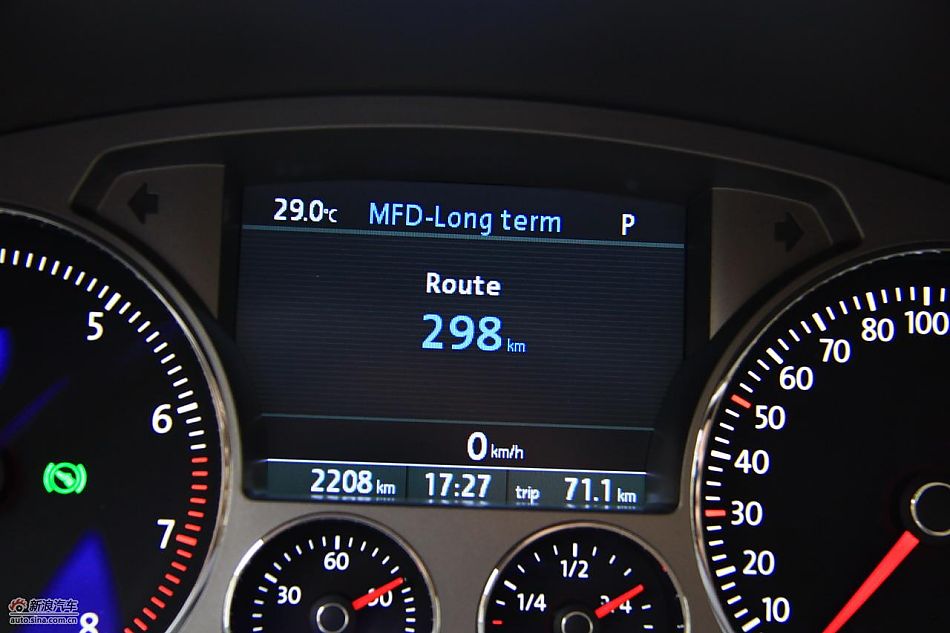 29.0°C MFD-Long term P
Route
298 km
0 km/h
2208 km 17:27 trip 71.1 km
5
6
7
8
30 60 90
1/4 1/2 3/4
10 20 30 40 50 60 70 80 100
新浪汽车
auto.sina.com.cn